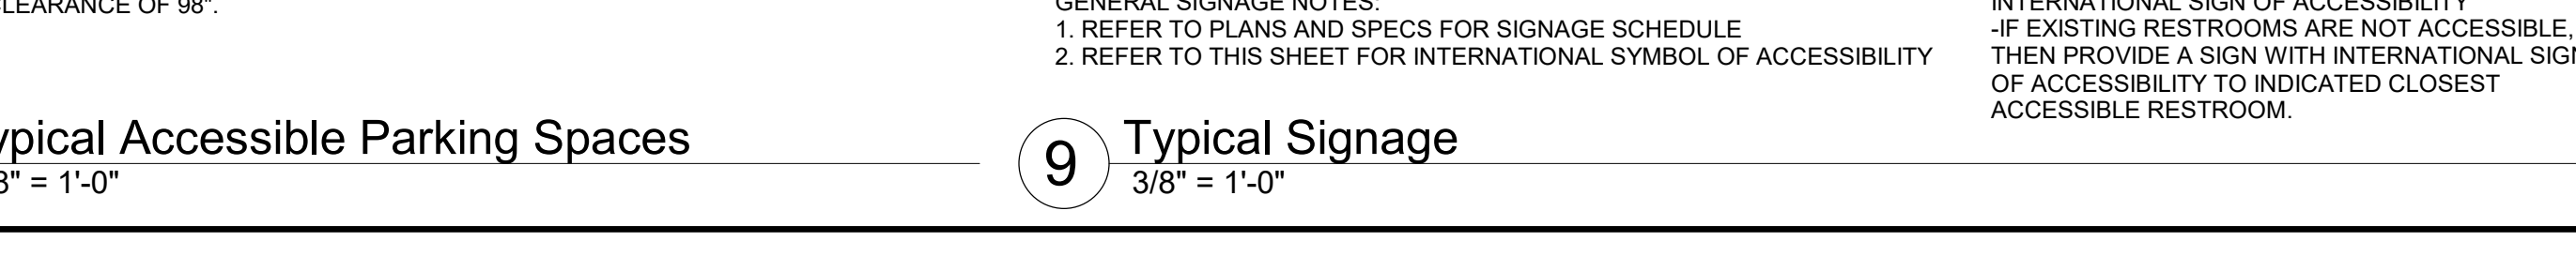 CLEARANCE OF 98".
ypical Accessible Parking Spaces
8" = 1'-0"
GENERAL SIGNAGE NOTES:
1. REFER TO PLANS AND SPECS FOR SIGNAGE SCHEDULE
2. REFER TO THIS SHEET FOR INTERNATIONAL SYMBOL OF ACCESSIBILITY
9
Typical Signage
3/8" = 1'-0"
INTERNATIONAL SIGN OF ACCESSIBILITY
-IF EXISTING RESTROOMS ARE NOT ACCESSIBLE,
THEN PROVIDE A SIGN WITH INTERNATIONAL SIGN
OF ACCESSIBILITY TO INDICATED CLOSEST
ACCESSIBLE RESTROOM.